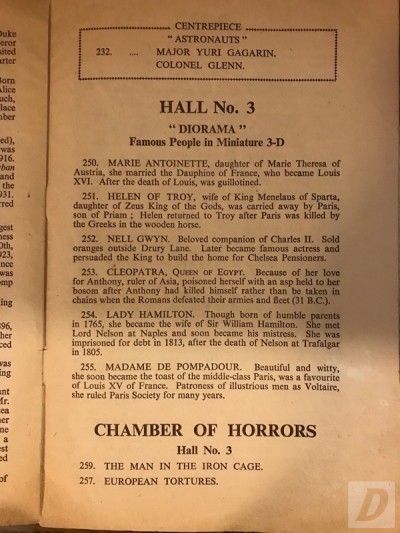 CENTREPIECE
"ASTRONAUTS"
232. .... MAJOR YURI GAGARIN.
COLONEL GLENN.
HALL No. 3
"DIORAMA"
Famous People in Miniature 3-D
250. MARIE ANTOINETTE, daughter of Marie Theresa of
Austria, she married the Dauphine of France, who became Louis
XVI. After the death of Louis, was guillotined.
251. HELEN OF TROY, wife of King Menelaus of Sparta,
daughter of Zeus King of the Gods, was carried away by Paris,
son of Priam ; Helen returned to Troy after Paris was killed by
the Greeks in the wooden horse.
252. NELL GWYN. Beloved companion of Charles II. Sold
oranges outside Drury Lane. Later became famous actress and
persuaded the King to build the home for Chelsea Pensioners.
253. CLEOPATRA, QUEEN OF EGYPT. Because of her love
for Anthony, ruler of Asia, poisoned herself with an asp held to her
bosom after Anthony had killed himself rather than be taken in
chains when the Romans defeated their armies and fleet (31 B.C.).
254. LADY HAMILTON. Though born of humble parents
in 1765, she became the wife of Sir William Hamilton. She met
Lord Nelson at Naples and soon became his mistress. She was
imprisoned for debt in 1813, after the death of Nelson at Trafalgar
in 1805.
255. MADAME DE POMPADOUR. Beautiful and witty,
she soon became the toast of the middle-class Paris, was a favourite
of Louis XV of France. Patroness of illustrious men as Voltaire,
she ruled Paris Society for many years.
CHAMBER OF HORRORS
Hall No. 3
259. THE MAN IN THE IRON CAGE.
257. EUROPEAN TORTURES.
D